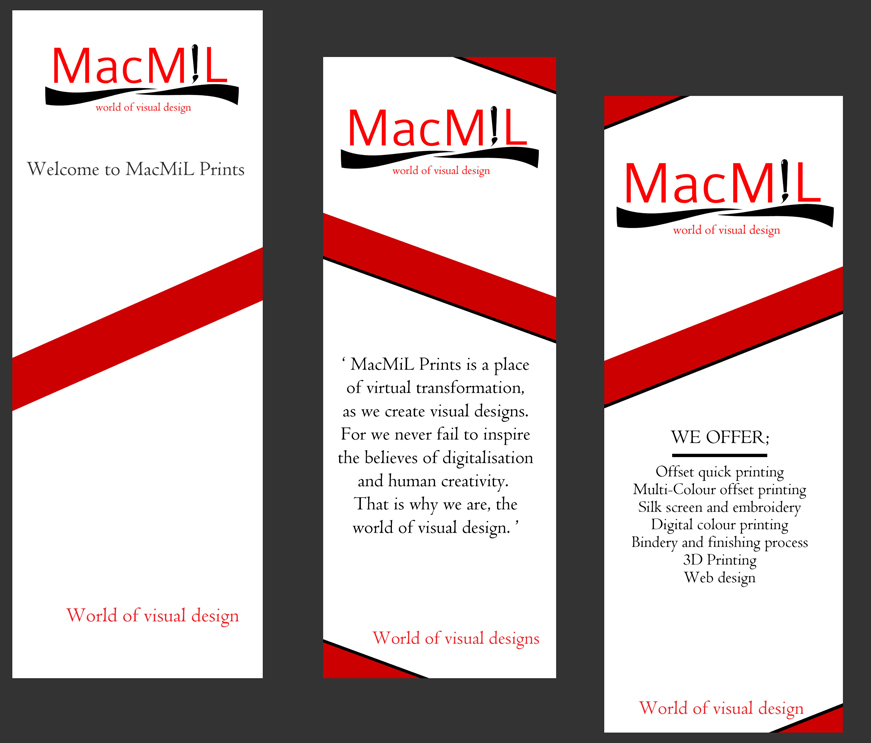 MacMiL
world of visual design
Welcome to MacMiL Prints
World of visual design
MacMiL
world of visual design
‘ MacMiL Prints is a place
of virtual transformation,
as we create visual designs.
For we never fail to inspire
the believes of digitalisation
and human creativity.
That is why we are, the
world of visual design. ’
World of visual designs
MacMiL
world of visual design
WE OFFER;
Offset quick printing
Multi-Colour offset printing
Silk screen and embroidery
Digital colour printing
Bindery and finishing process
3D Printing
Web design
World of visual design